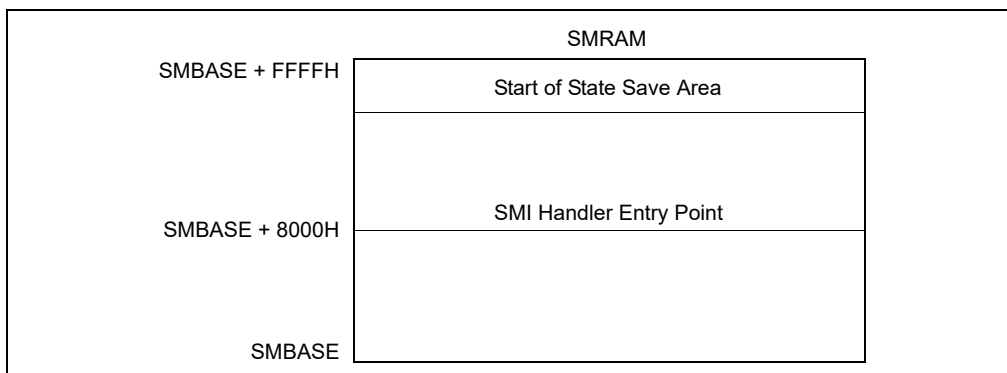 SMRAM
SMBASE + FFFFH
Start of State Save Area
SMI Handler Entry Point
SMBASE + 8000H
SMBASE